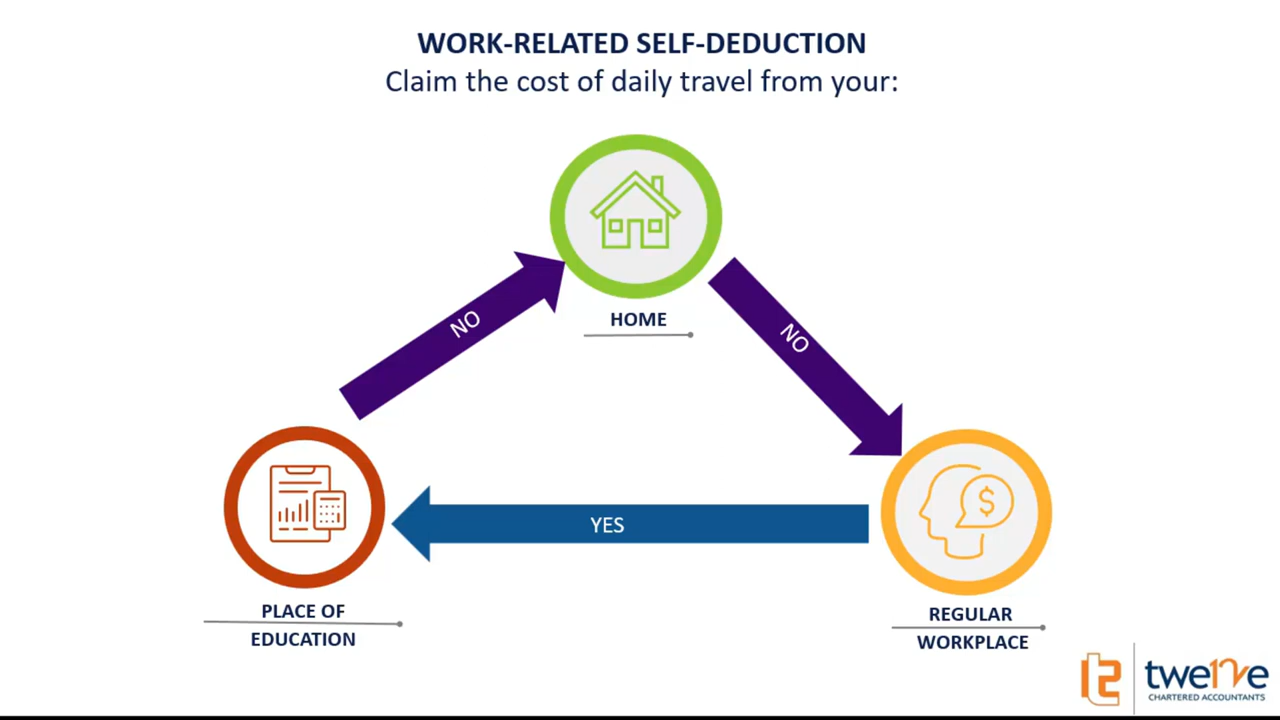 WORK-RELATED SELF-DEDUCTION
Claim the cost of daily travel from your:
HOME
NO
NO
YES
PLACE OF
EDUCATION
REGULAR
WORKPLACE
$
twelve
CHARTERED ACCOUNTANTS